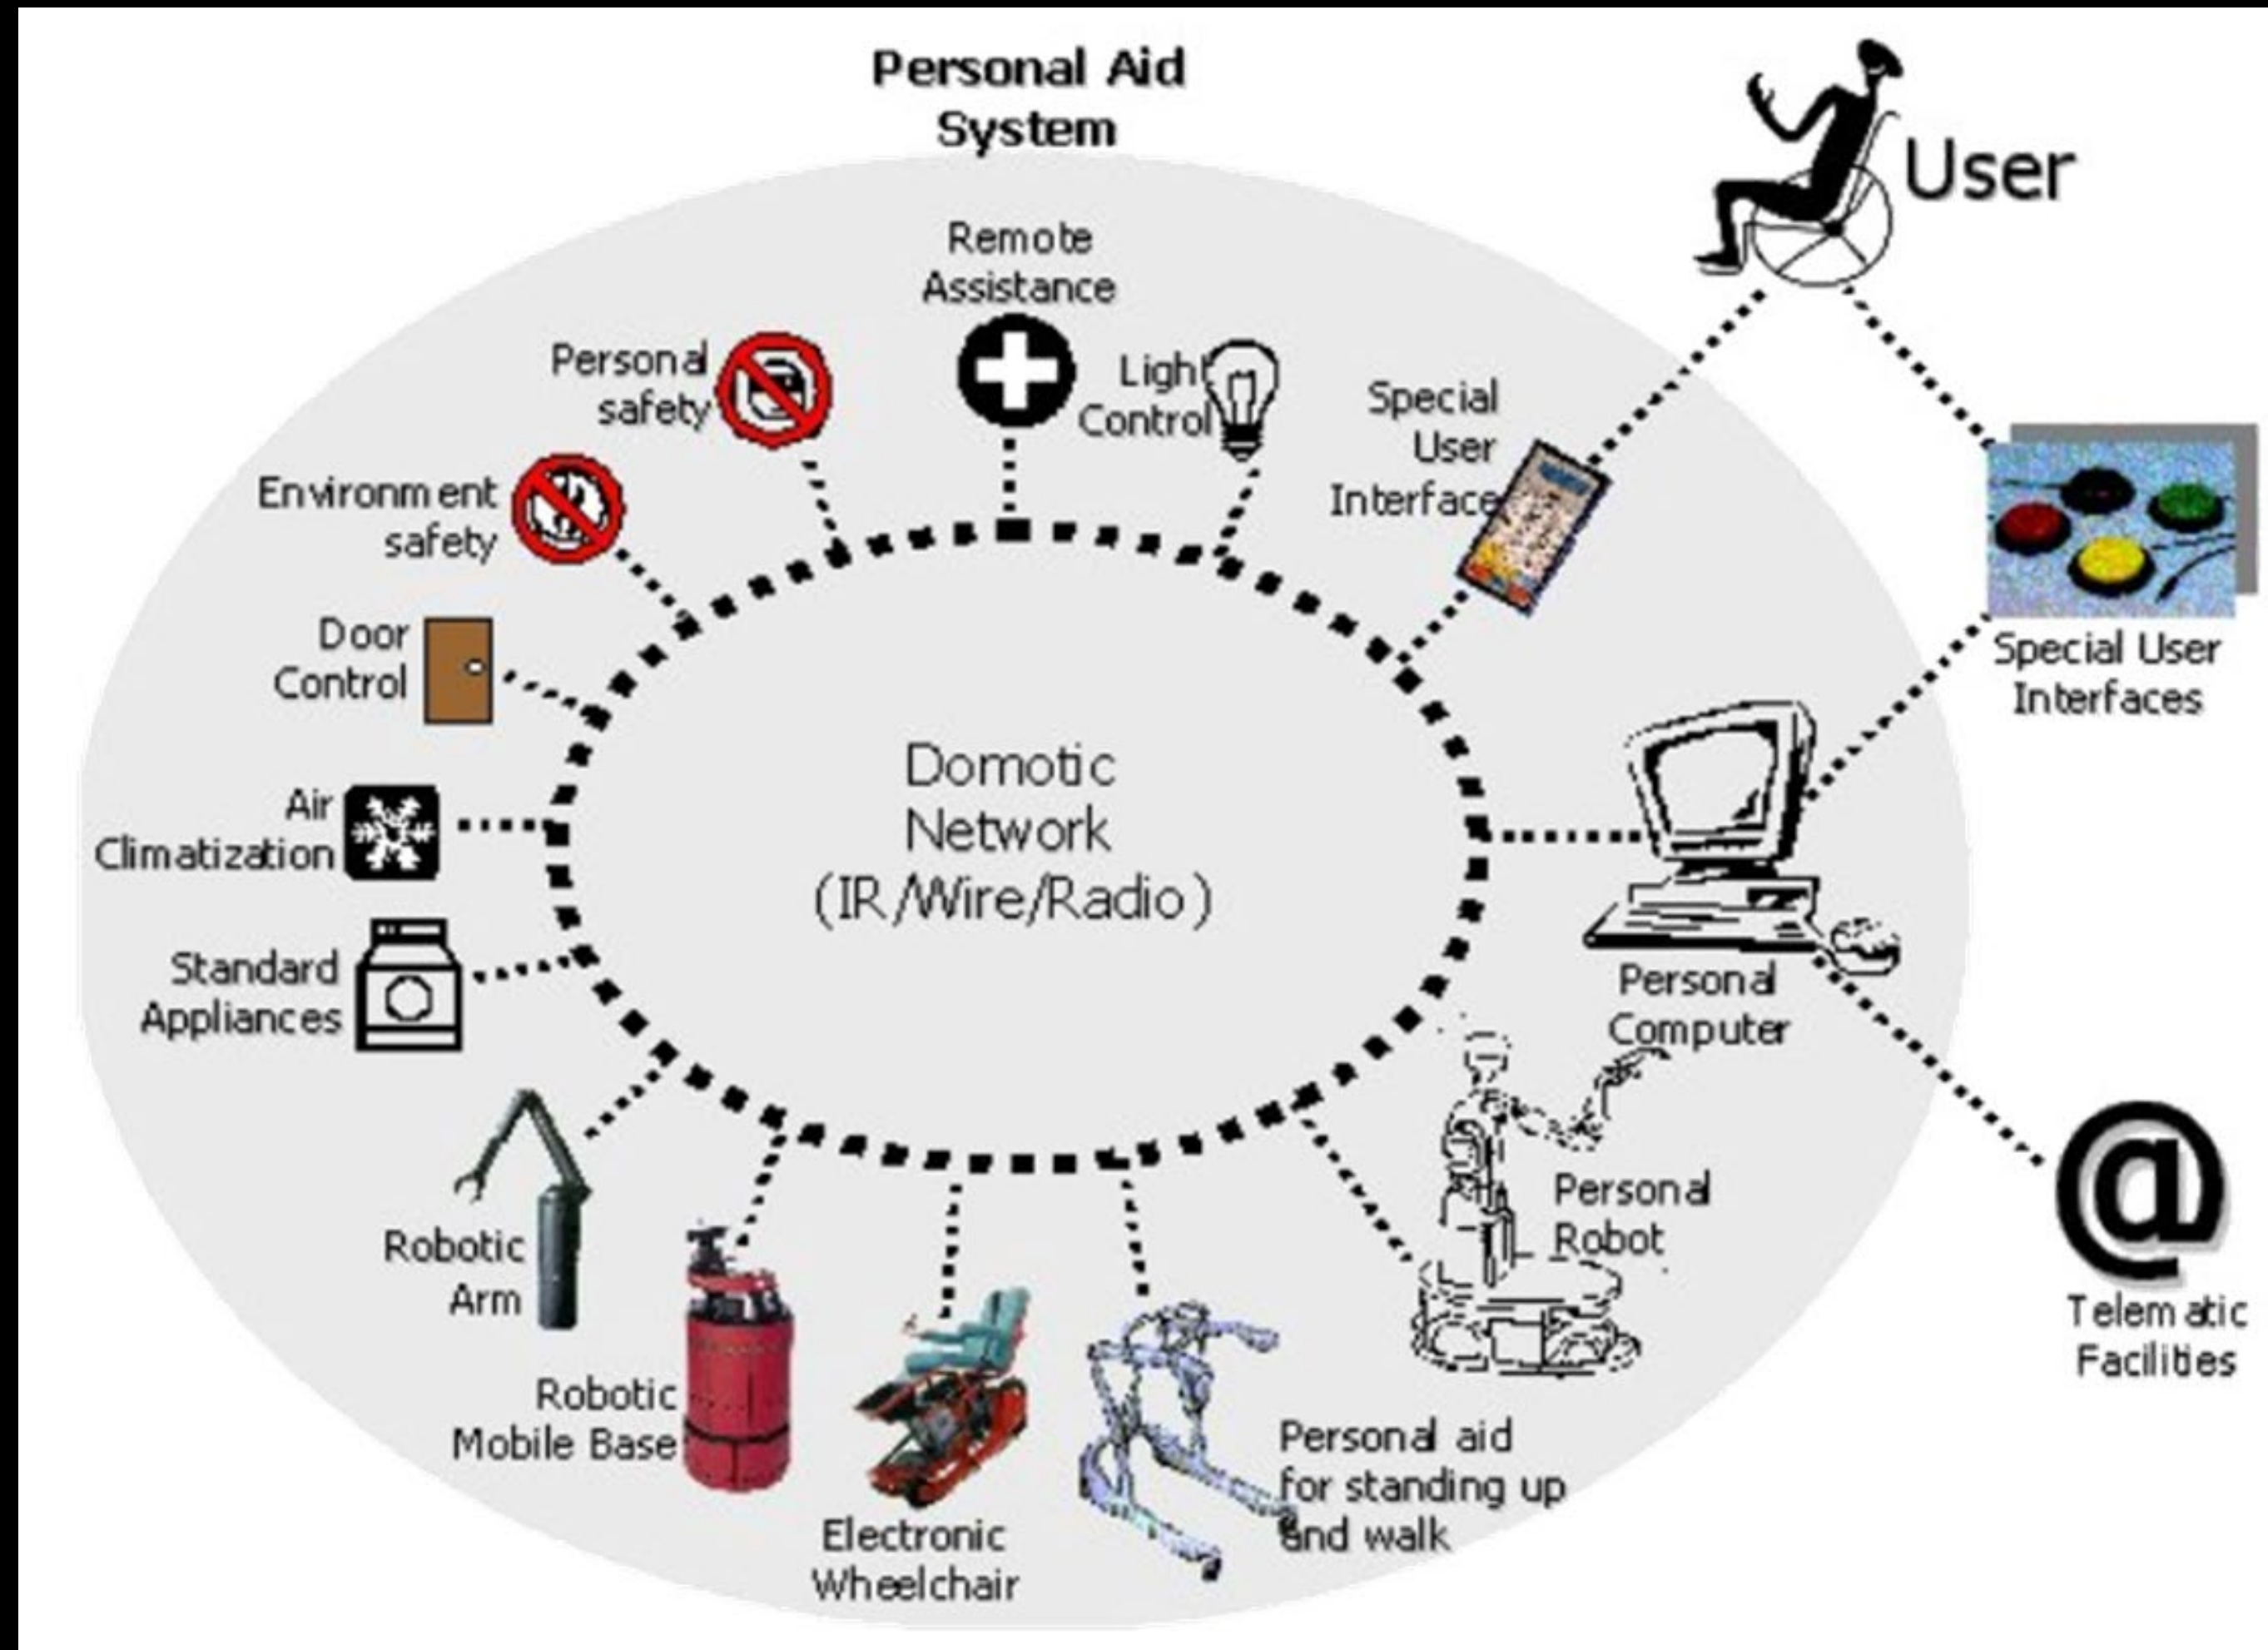 Personal Aid
System
User
Remote
Assistance
Personal
safety
Light
Control
Special
User
Interface
Environment
safety
Door
Control
Special User
Interfaces
Domotic
Network
(IR/Wire/Radio)
Air
Climatization
Standard
Appliances
Personal
Computer
Robotic
Arm
Personal
Robot
@
Telematic
Facilities
Robotic
Mobile Base
Personal aid
for standing up
and walk
Electronic
Wheelchair